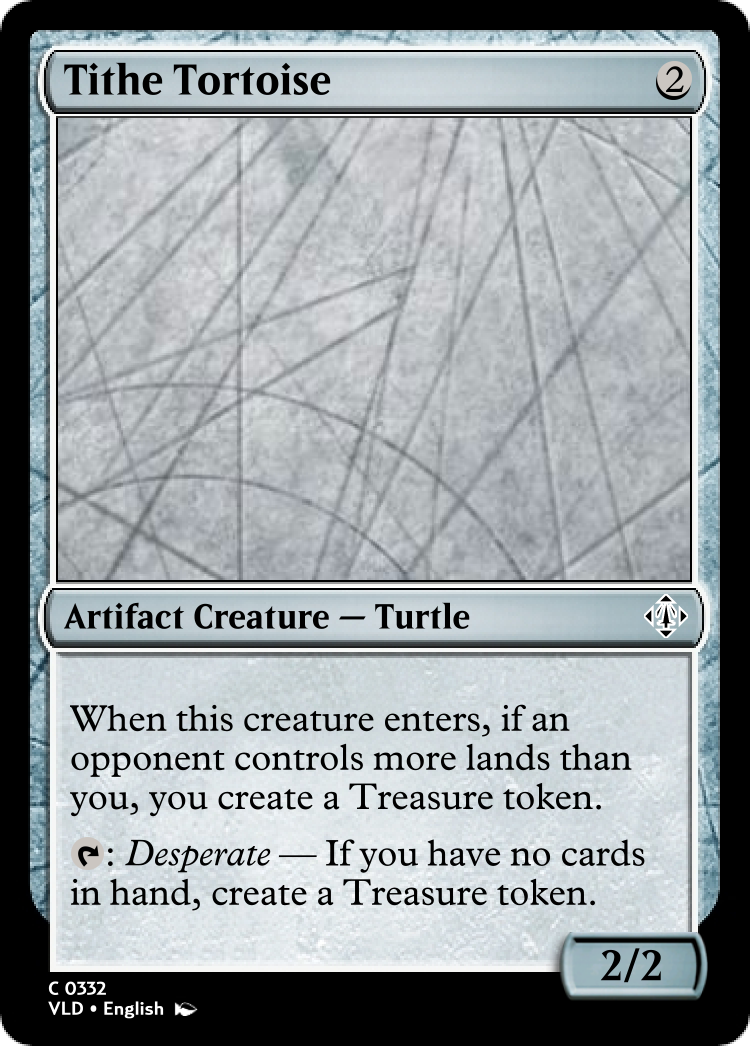 Tithe Tortoise
2
Artifact Creature — Turtle
When this creature enters, if an
opponent controls more lands than
you, you create a Treasure token.
: Desperate — If you have no cards
in hand, create a Treasure token.
2/2
C 0332
VLD • English